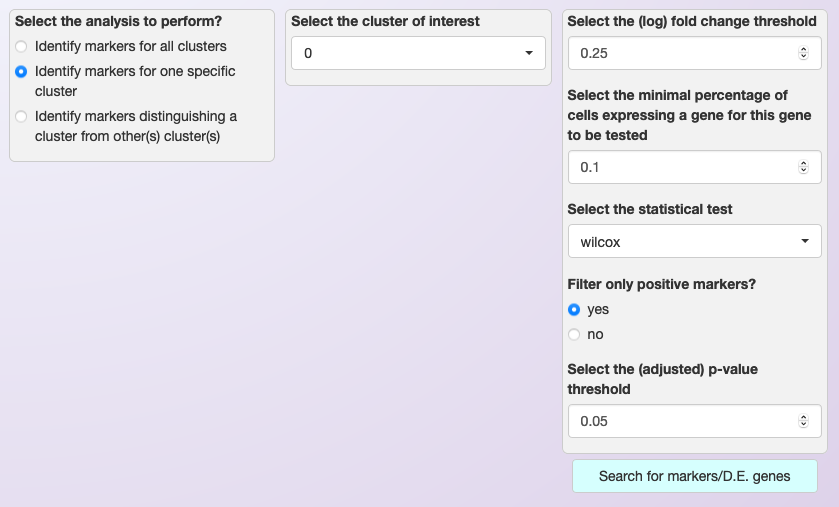 Select the analysis to perform?
Identify markers for all clusters
Identify markers for one specific
cluster
Identify markers distinguishing a
cluster from other(s) cluster(s)
Select the cluster of interest
0
Select the (log) fold change threshold
0.25
Select the minimal percentage of
cells expressing a gene for this gene
to be tested
0.1
Select the statistical test
wilcox
Filter only positive markers?
yes
no
Select the (adjusted) p-value
threshold
0.05
Search for markers/D.E. genes